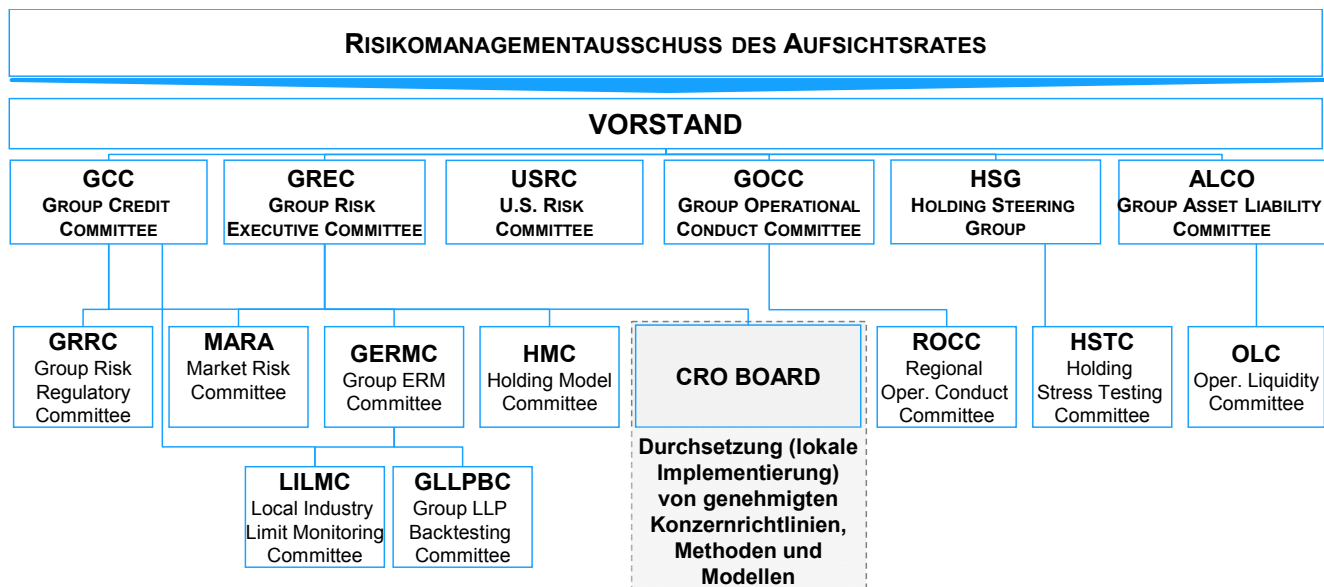 RISIKOMANAGEMENTAUSSCHUSS DES AUFSICHTSRATES
VORSTAND
GCC
GROUP CREDIT
COMMITTEE
GREC
GROUP RISK
EXECUTIVE COMMITTEE
USRC
U.S. RISK
COMMITTEE
GOCC
GROUP OPERATIONAL
CONDUCT COMMITTEE
HSG
HOLDING STEERING
GROUP
ALCO
GROUP ASSET LIABILITY
COMMITTEE
GRRC
Group Risk
Regulatory
Committee
MARA
Market Risk
Committee
GERMC
Group ERM
Committee
HMC
Holding Model
Committee
CRO BOARD
Durchsetzung (lokale
Implementierung)
von genehmigten
Konzernrichtlinien,
Methoden und
Modellen
ROCC
Regional
Oper. Conduct
Committee
HSTC
Holding
Stress Testing
Committee
OLC
Oper. Liquidity
Committee
LILMC
Local Industry
Limit Monitoring
Committee
GLLPBC
Group LLP
Backtesting
Committee